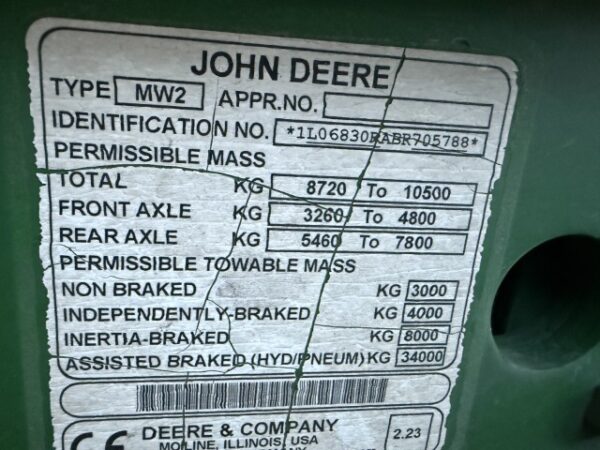 JOHN DEERE
TYPE MW2 APPR.NO.
IDENTIFICATION NO. *1L06830RABR705788*
PERMISSIBLE MASS
TOTAL KG 8720 To 10500
FRONT AXLE KG 3260 To 4800
REAR AXLE KG 5460 To 7800
PERMISSIBLE TOWABLE MASS
NON BRAKED KG 3000
INDEPENDENTLY-BRAKED KG 4000
INERTIA-BRAKED KG 8000
ASSISTED BRAKED (HYD/PNEUM) KG 34000
CE DEERE & COMPANY 2.23
MOLINE, ILLINOIS, USA